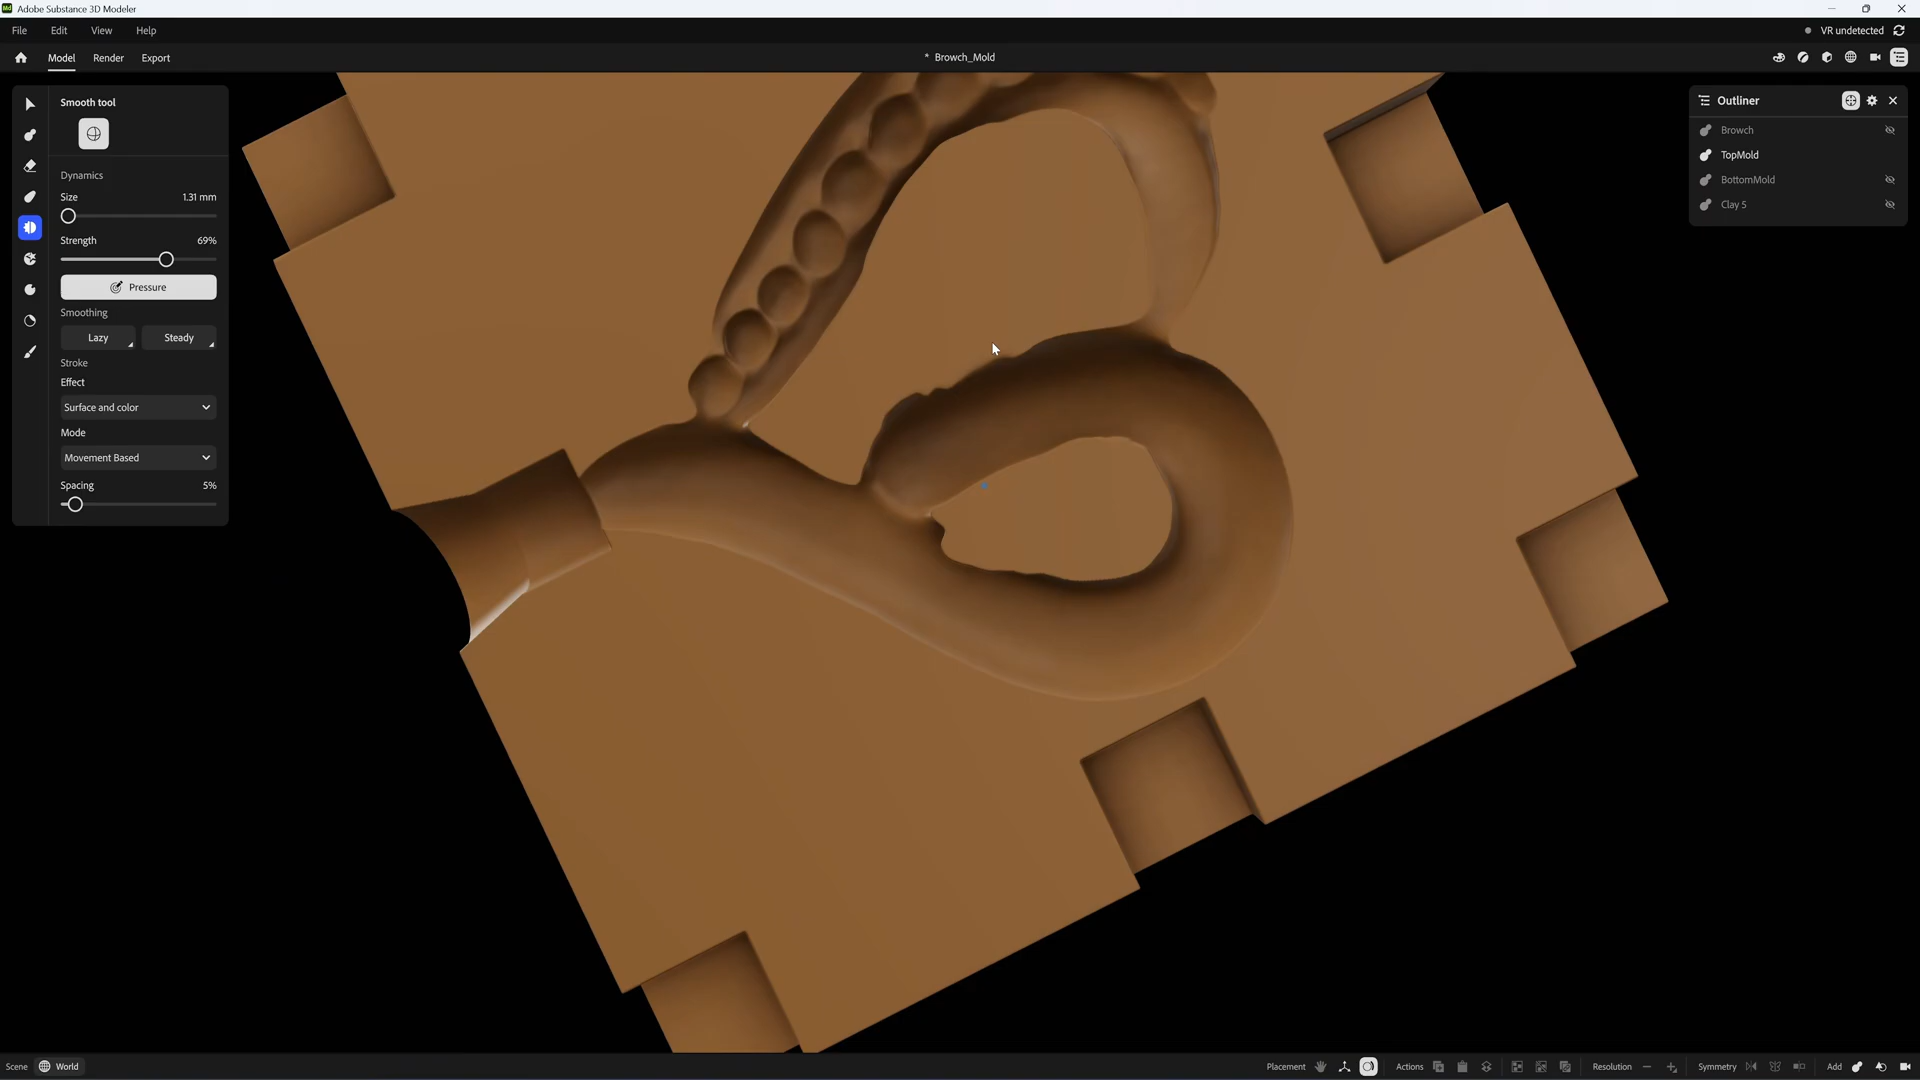 Adobe Substance 3D Modeler
File Edit View Help
VR undetected
Model Render Export
* Browch_Mold
Smooth tool
Dynamics
Size 1.31 mm
Strength 69%
Pressure
Smoothing
Lazy Steady
Stroke
Effect
Surface and color
Mode
Movement Based
Spacing 5%
Outliner
Browch
TopMold
BottomMold
Clay 5
Scene World
Placement Actions Resolution Symmetry Add